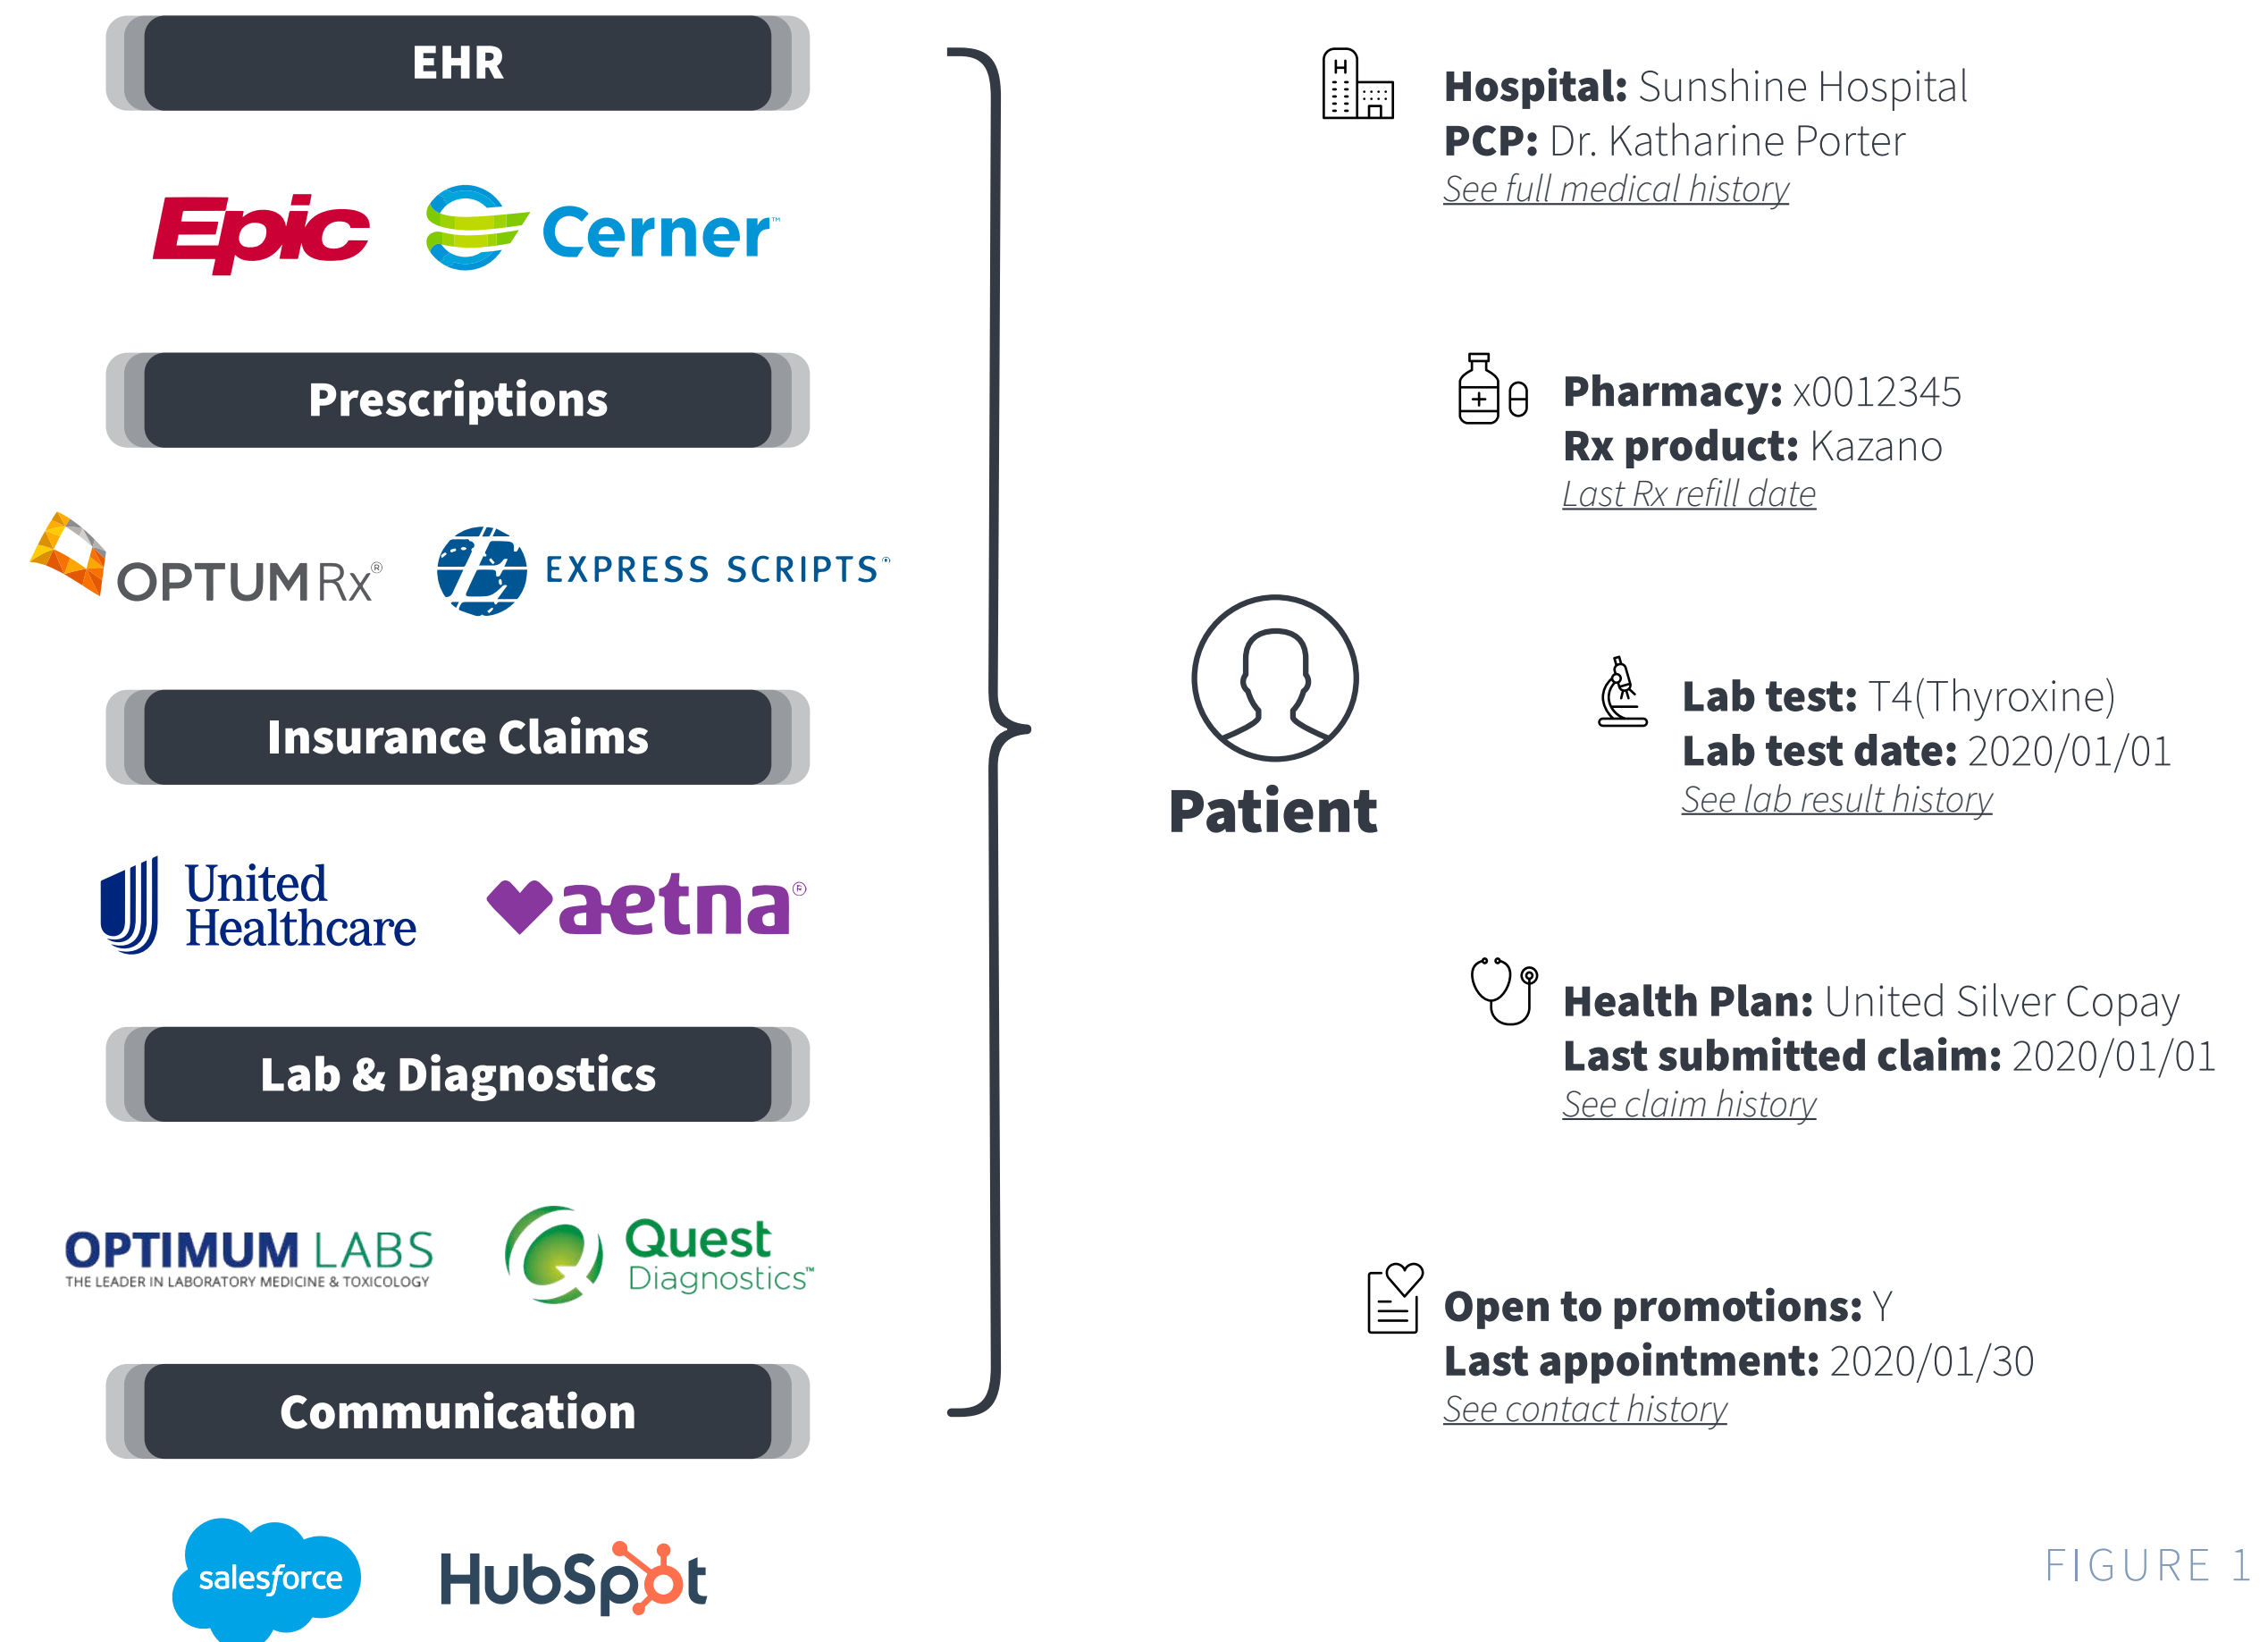 EHR
Epic
Cerner™
Prescriptions
OPTUMRx®
EXPRESS SCRIPTS®
Insurance Claims
United
Healthcare
aetna®
Lab & Diagnostics
OPTIMUM LABS
THE LEADER IN LABORATORY MEDICINE & TOXICOLOGY
Quest
Diagnostics™
Communication
salesforce
HubSpot
Patient
Hospital: Sunshine Hospital
PCP: Dr. Katharine Porter
See full medical history
Pharmacy: x0012345
Rx product: Kazano
Last Rx refill date
Lab test: T4(Thyroxine)
Lab test date: 2020/01/01
See lab result history
Health Plan: United Silver Copay
Last submitted claim: 2020/01/01
See claim history
Open to promotions: Y
Last appointment: 2020/01/30
See contact history
FIGURE 1